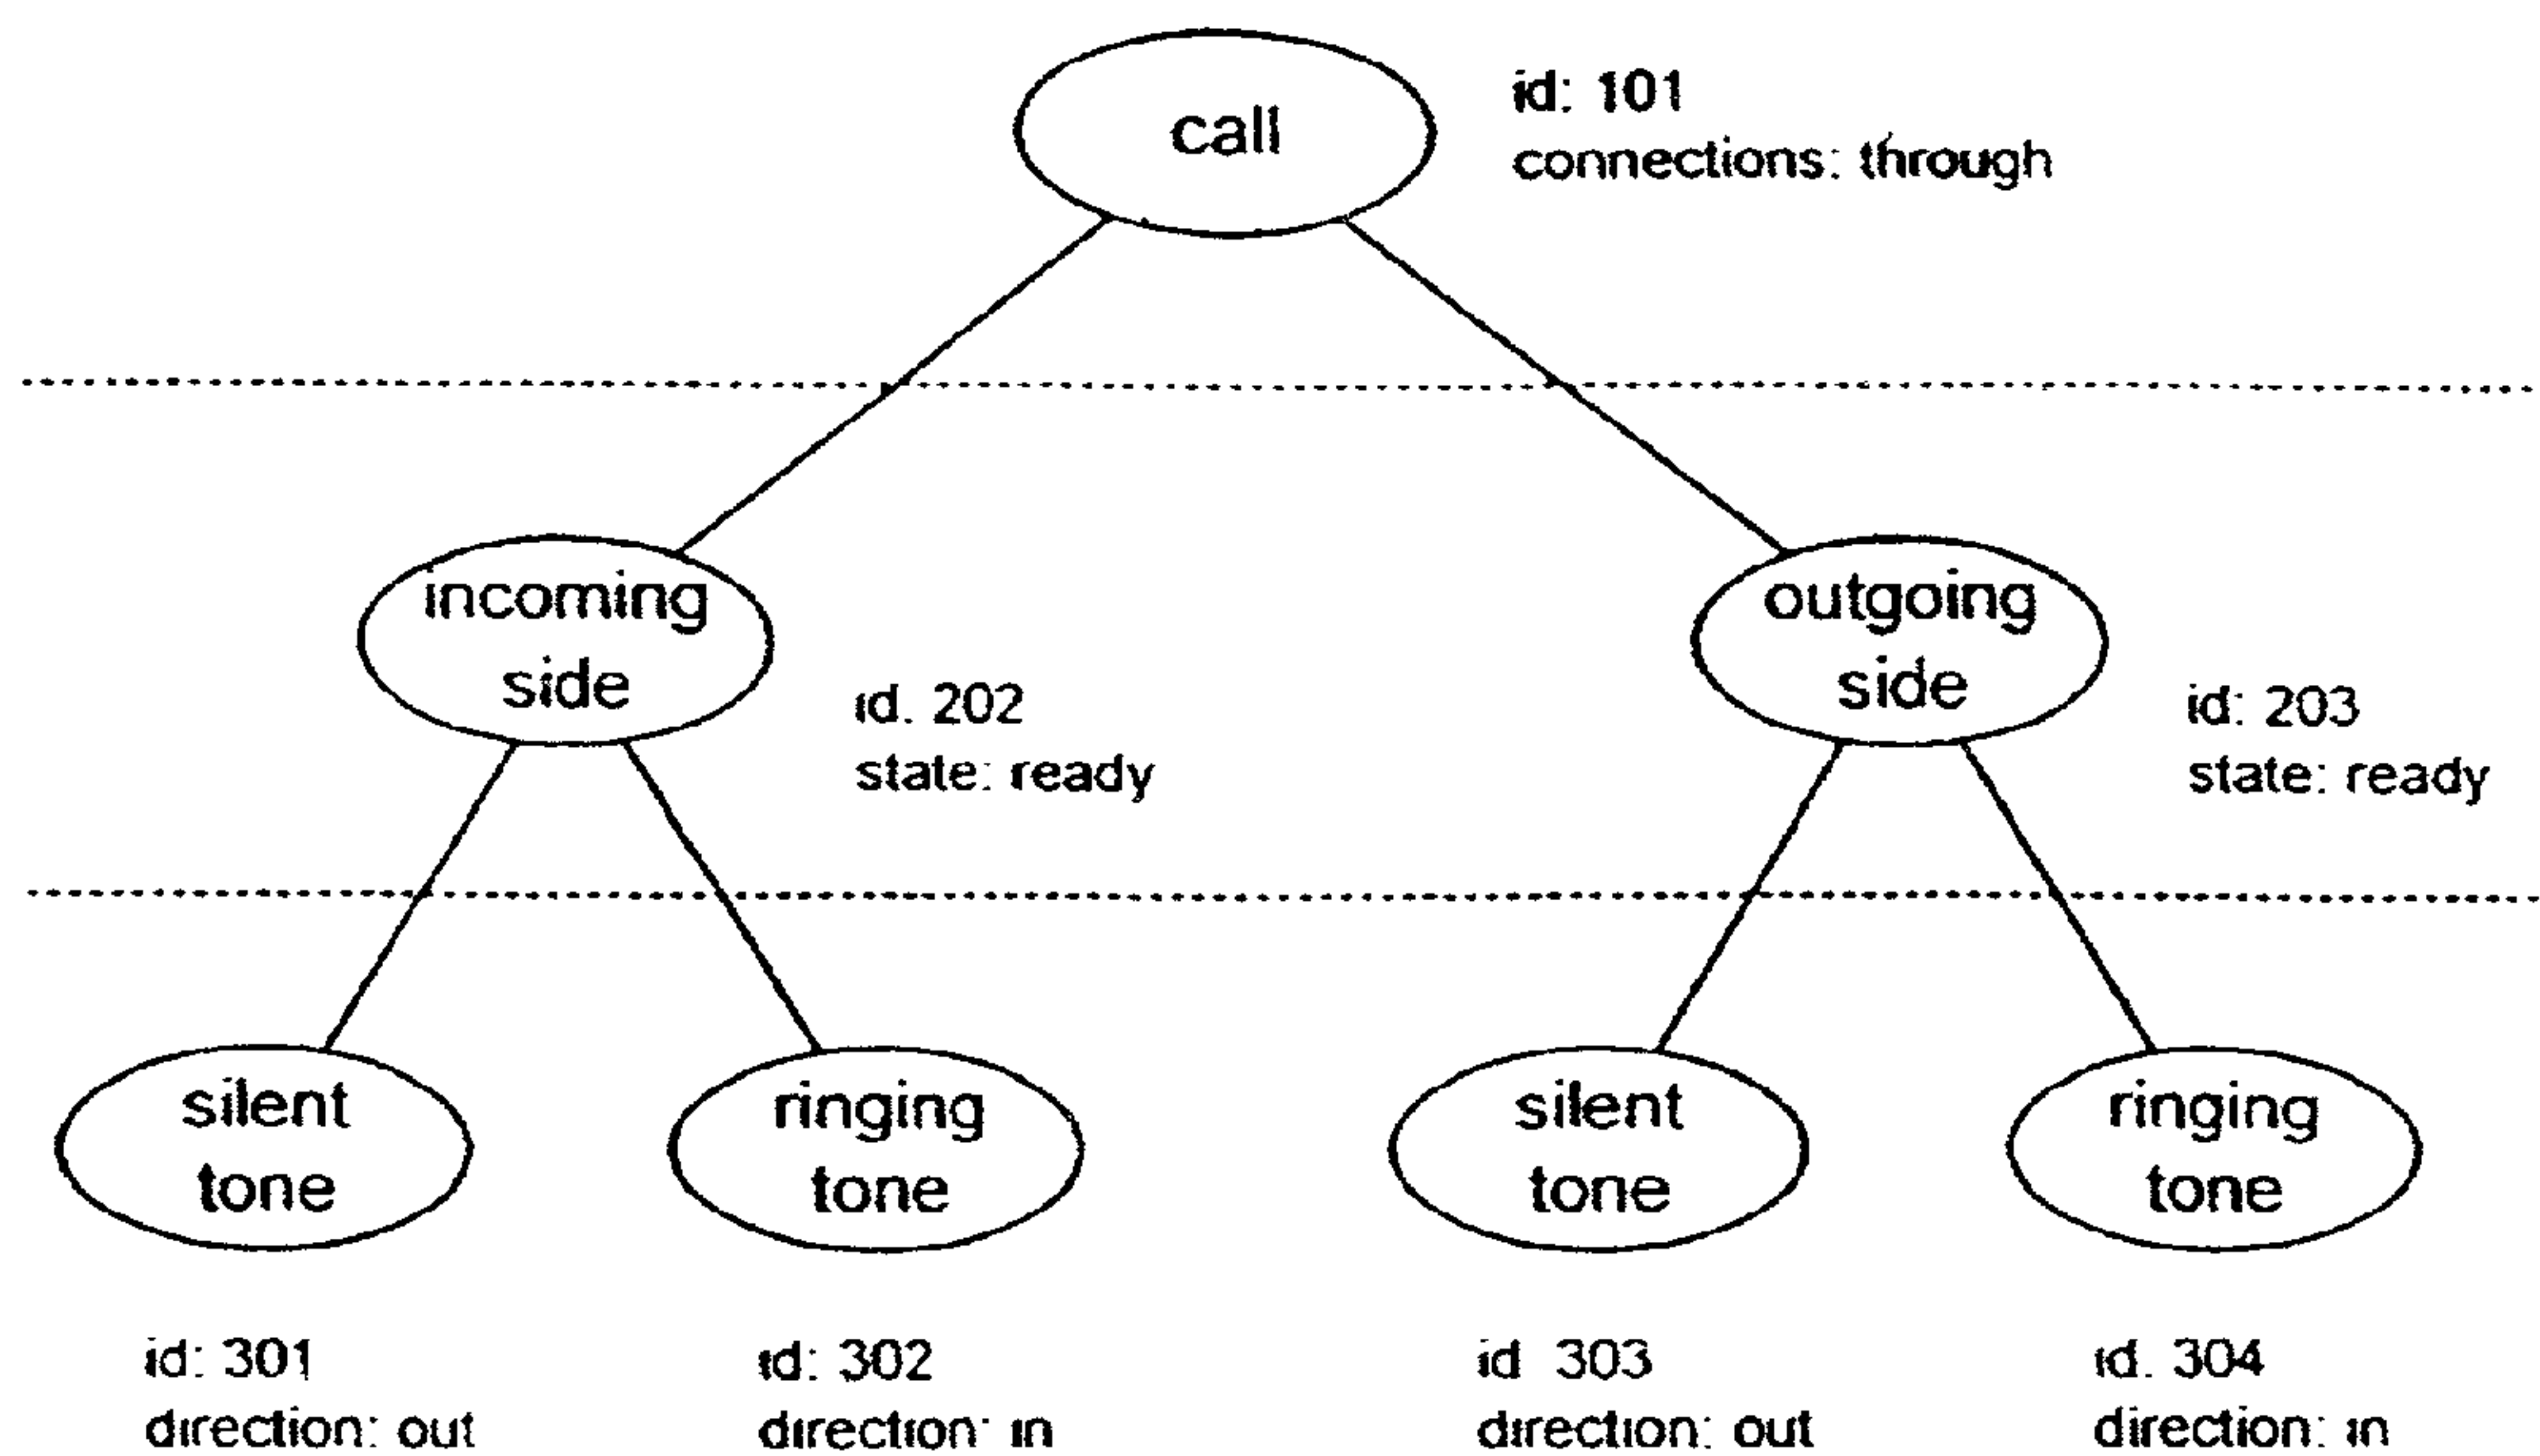 call
id: 101
connections: through
incoming
side
id. 202
state: ready
outgoing
side
id: 203
state: ready
silent
tone
ringing
tone
silent
tone
ringing
tone
id: 301
direction: out
id: 302
direction: in
id 303
direction: out
id. 304
direction: in